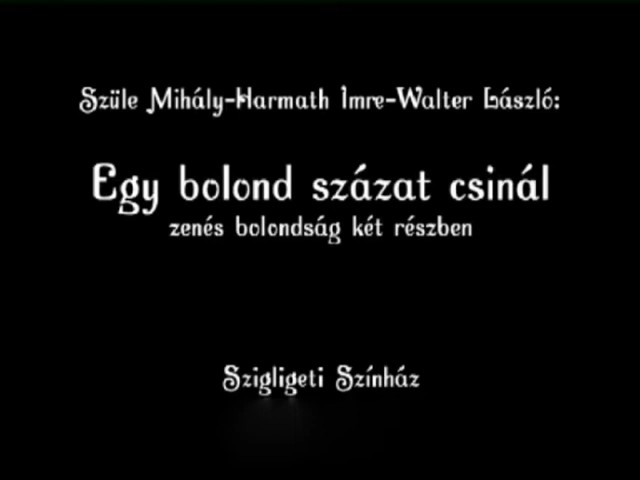 Szüle Mihály-Harmath Imre-Walter László:
Egy bolond százat csinál
zenés bolondság két részben
Szigligeti Színház